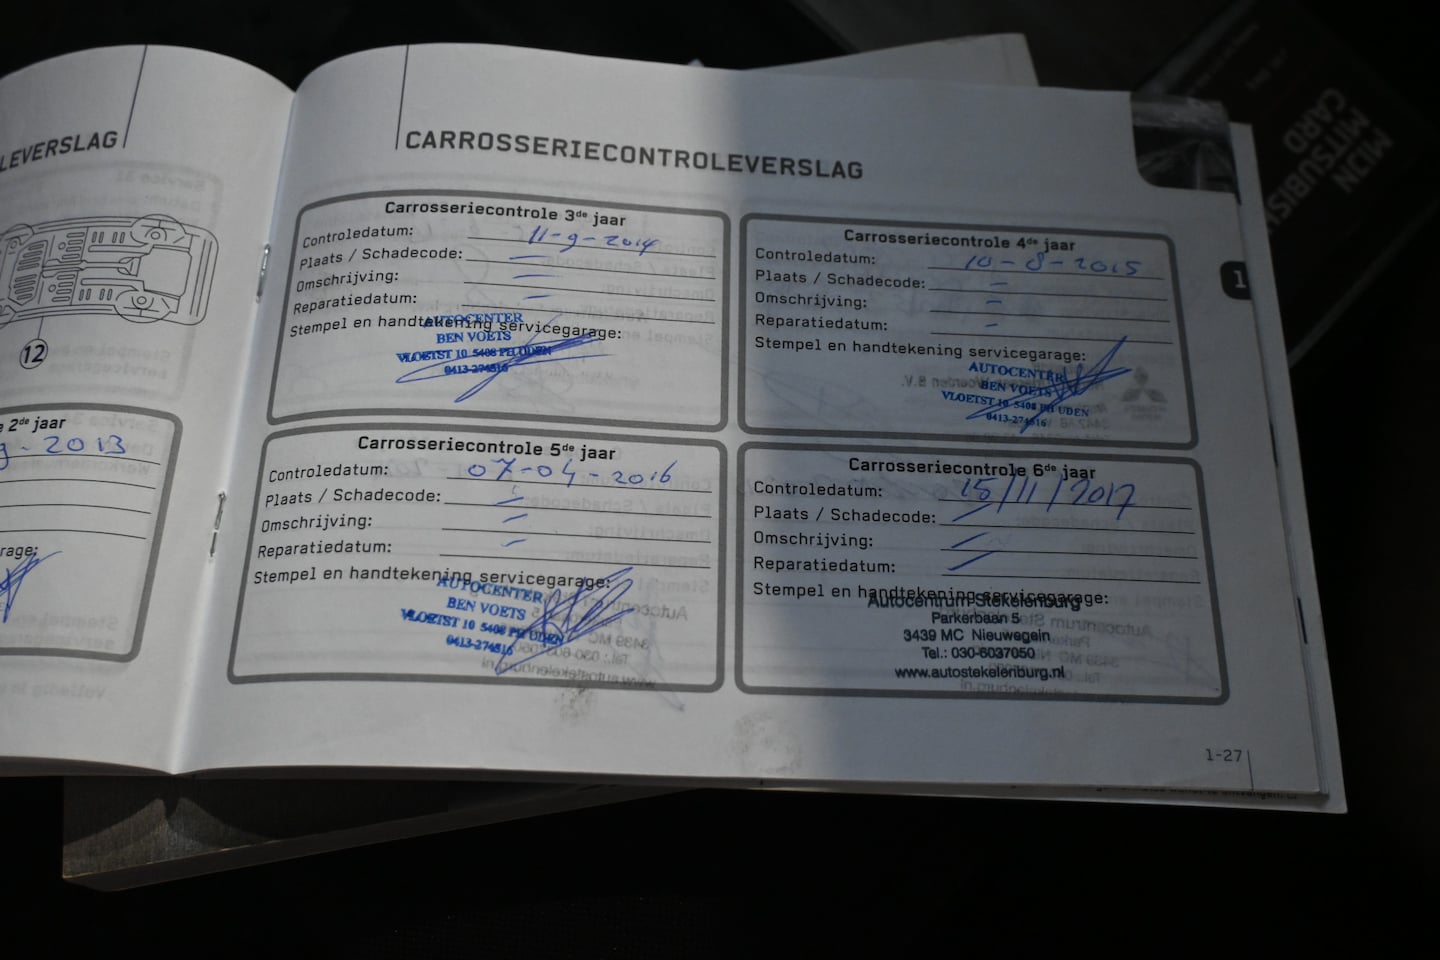 LEVERSLAG
12
e 2de jaar
9-2013
rage:
CARROSSERIECONTROLEVERSLAG
Carrosseriecontrole 3de jaar
Controledatum: 11-9-2014
Plaats / Schadecode: —
Omschrijving: —
Reparatiedatum: —
Stempel en handtekening servicegarage:
AUTOCENTER
BEN VOETS
VLOETST 10 5408 PH UDEN
0413-274516
Carrosseriecontrole 4de jaar
Controledatum: 10-8-2015
Plaats / Schadecode: —
Omschrijving: —
Reparatiedatum: —
Stempel en handtekening servicegarage:
AUTOCENTER
BEN VOETS
VLOETST 10 5408 PH UDEN
0413-274516
Carrosseriecontrole 5de jaar
Controledatum: 07-04-2016
Plaats / Schadecode: —
Omschrijving: —
Reparatiedatum: —
Stempel en handtekening servicegarage:
AUTOCENTER
BEN VOETS
VLOETST 10 5408 PH UDEN
0413-274516
Carrosseriecontrole 6de jaar
Controledatum: 15/11/2017
Plaats / Schadecode: —
Omschrijving: —
Reparatiedatum: —
Stempel en handtekening servicegarage:
Autocentrum Stekelenburg
Parkerbaan 5
3439 MC Nieuwegein
Tel.: 030-6037050
www.autostekelenburg.nl
1
1-27
MIJN
MITSUBISHI
CARD